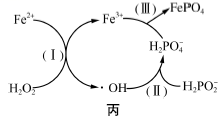 Fe²⁺ Fe³⁺ (Ⅲ) FePO₄
(Ⅰ) H₂PO₄⁻
H₂O₂ ·OH (Ⅱ) H₂PO₂⁻
丙